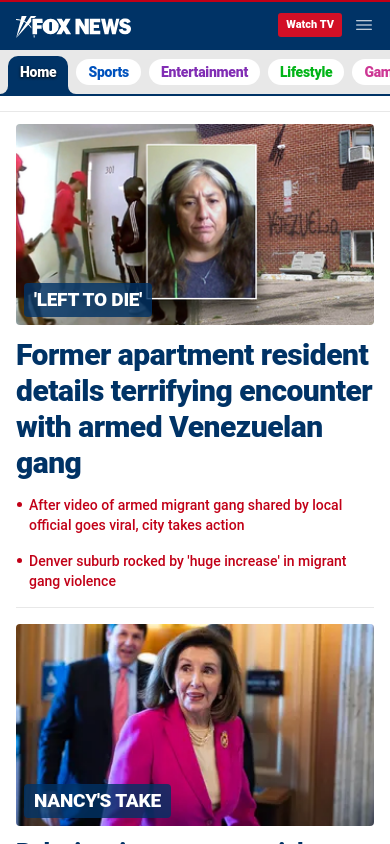 FOX NEWS
Watch TV
Home
Sports
Entertainment
Lifestyle
Gam
301
VENEZUELA
'LEFT TO DIE'
Former apartment resident
details terrifying encounter
with armed Venezuelan
gang
• After video of armed migrant gang shared by local
official goes viral, city takes action
• Denver suburb rocked by 'huge increase' in migrant
gang violence
NANCY'S TAKE